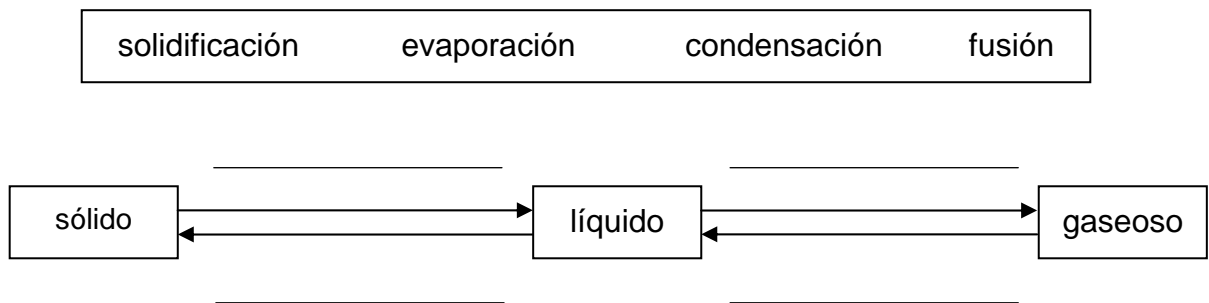 solidificación evaporación condensación fusión
sólido líquido gaseoso